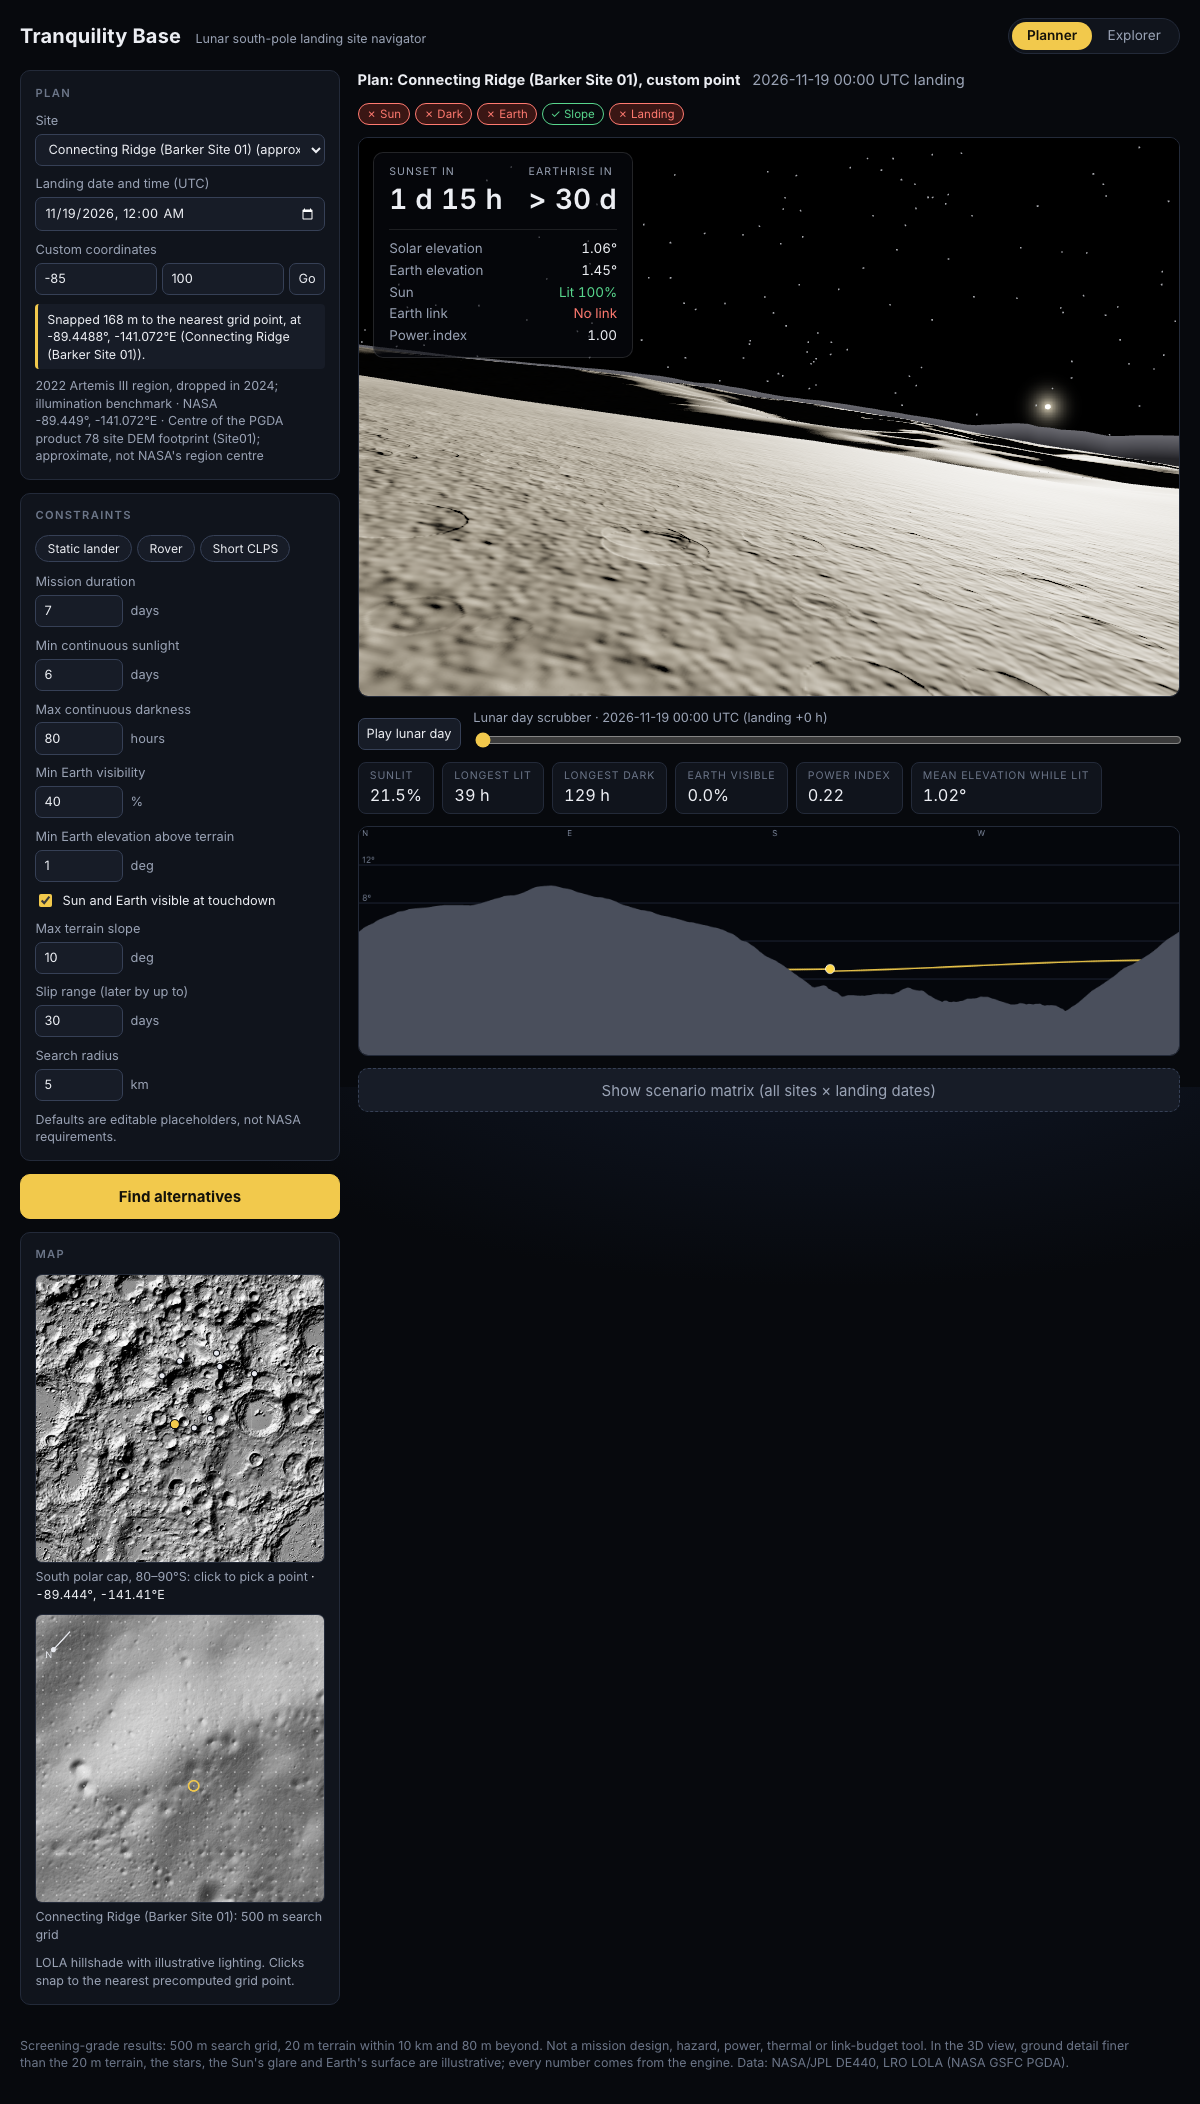 Tranquility Base Lunar south-pole landing site navigator
Planner Explorer
PLAN
Site
Connecting Ridge (Barker Site 01) (approx
Landing date and time (UTC)
11/19/2026, 12:00 AM
Custom coordinates
-85 100 Go
Snapped 168 m to the nearest grid point, at
-89.4488°, -141.072°E (Connecting Ridge
(Barker Site 01)).
2022 Artemis III region, dropped in 2024;
illumination benchmark · NASA
-89.449°, -141.072°E · Centre of the PGDA
product 78 site DEM footprint (Site01);
approximate, not NASA's region centre
CONSTRAINTS
Static lander Rover Short CLPS
Mission duration
7 days
Min continuous sunlight
6 days
Max continuous darkness
80 hours
Min Earth visibility
40 %
Min Earth elevation above terrain
1 deg
Sun and Earth visible at touchdown
Max terrain slope
10 deg
Slip range (later by up to)
30 days
Search radius
5 km
Defaults are editable placeholders, not NASA
requirements.
Find alternatives
MAP
South polar cap, 80–90°S: click to pick a point ·
-89.444°, -141.41°E
N
Connecting Ridge (Barker Site 01): 500 m search
grid
LOLA hillshade with illustrative lighting. Clicks
snap to the nearest precomputed grid point.
Plan: Connecting Ridge (Barker Site 01), custom point 2026-11-19 00:00 UTC landing
× Sun × Dark × Earth ✓ Slope × Landing
SUNSET IN EARTHRISE IN
1 d 15 h > 30 d
Solar elevation 1.06°
Earth elevation 1.45°
Sun Lit 100%
Earth link No link
Power index 1.00
Play lunar day
Lunar day scrubber · 2026-11-19 00:00 UTC (landing +0 h)
SUNLIT LONGEST LIT LONGEST DARK EARTH VISIBLE POWER INDEX MEAN ELEVATION WHILE LIT
21.5% 39 h 129 h 0.0% 0.22 1.02°
N E S W
12°
8°
Show scenario matrix (all sites × landing dates)
Screening-grade results: 500 m search grid, 20 m terrain within 10 km and 80 m beyond. Not a mission design, hazard, power, thermal or link-budget tool. In the 3D view, ground detail finer
than the 20 m terrain, the stars, the Sun's glare and Earth's surface are illustrative; every number comes from the engine. Data: NASA/JPL DE440, LRO LOLA (NASA GSFC PGDA).